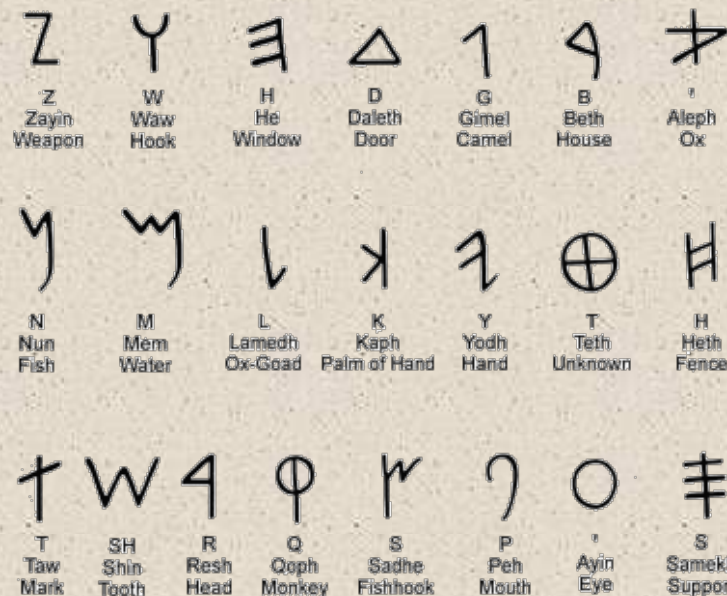 𐤆 𐤅 𐤄 𐤃 𐤂 𐤁 𐤀
Z W H D G B '
Zayin Waw He Daleth Gimel Beth Aleph
Weapon Hook Window Door Camel House Ox
𐤍 𐤌 𐤋 𐤊 𐤉 𐤈 𐤇
N M L K Y T H
Nun Mem Lamedh Kaph Yodh Teth Heth
Fish Water Ox-Goad Palm of Hand Hand Unknown Fence
𐤕 𐤔 𐤓 𐤒 𐤑 𐤐 𐤏 𐤎
T SH R Q S P ' S
Taw Shin Resh Qoph Sadhe Peh Ayin Samek
Mark Tooth Head Monkey Fishhook Mouth Eye Suppor